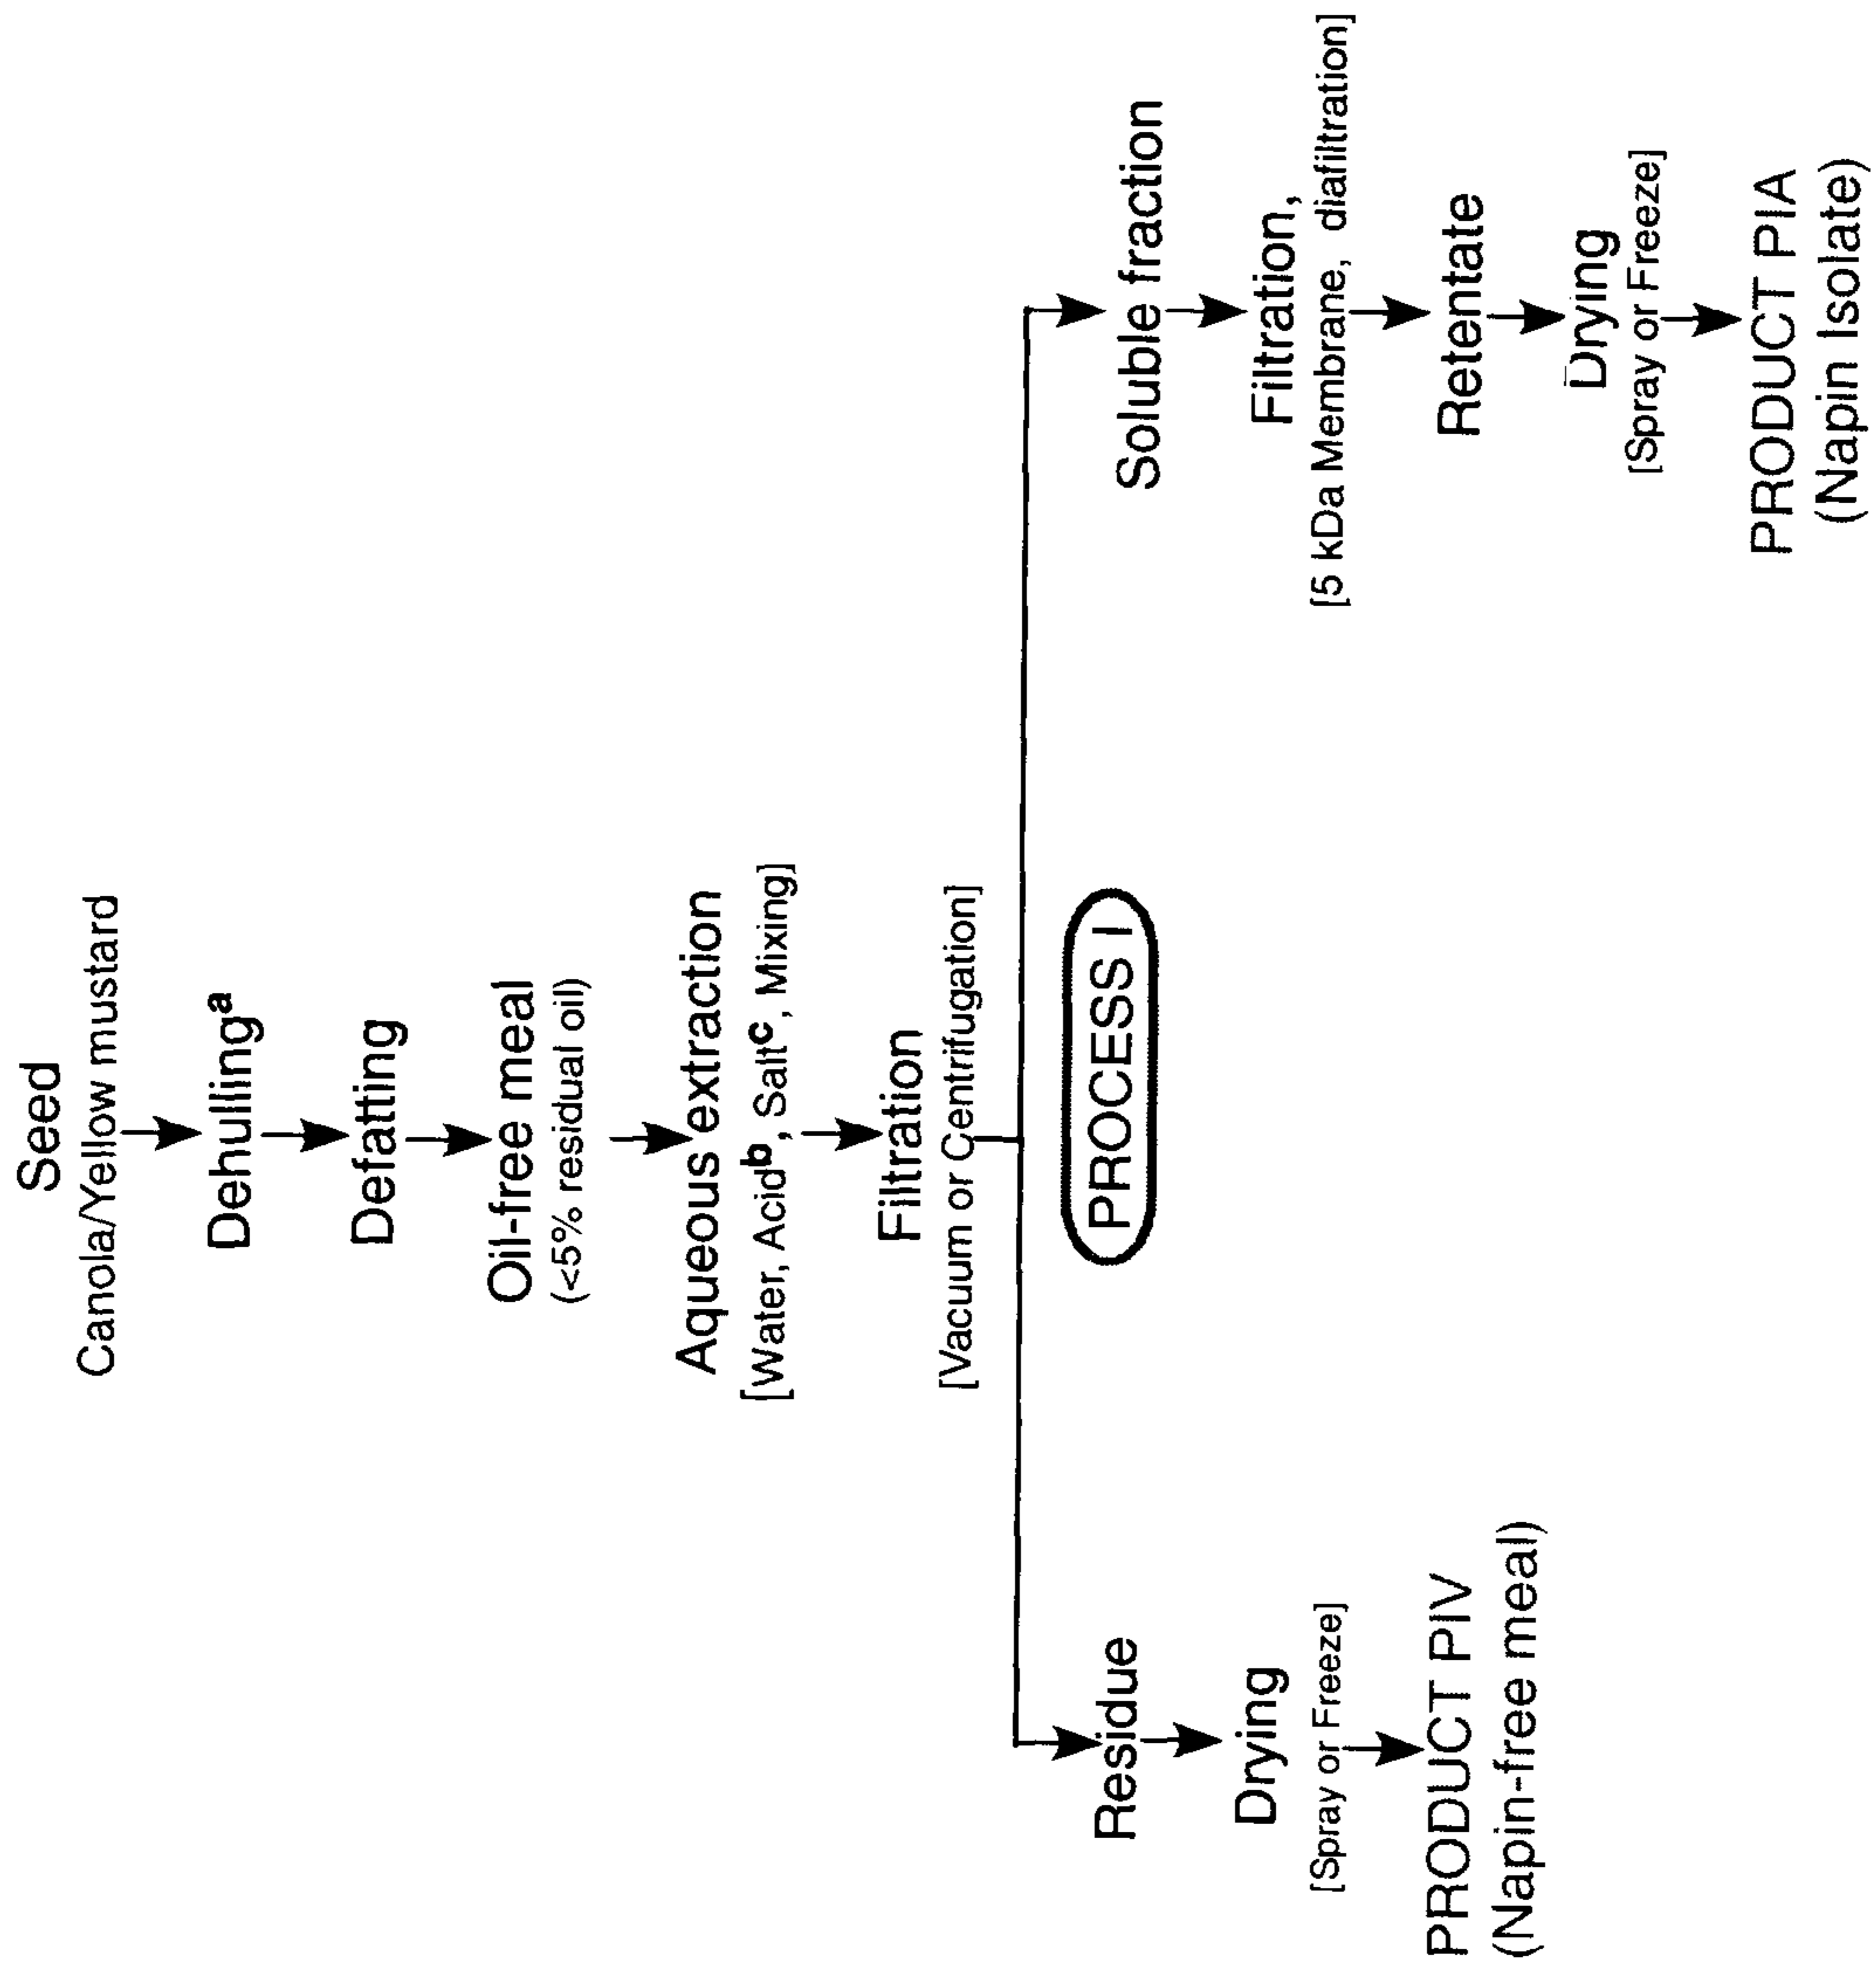 Seed
Canola/Yellow mustard
Dehulling a
Defatting
Oil-free meal
(<5% residual oil)
Aqueous extraction
[Water, Acid b, Salt c, Mixing]
Filtration
[Vacuum or Centrifugation]
PROCESS I
Residue
Drying
[Spray or Freeze]
PRODUCT PIV
(Napin-free meal)
Soluble fraction
Filtration,
[5 kDa Membrane, diafiltration]
Retentate
Drying
[Spray or Freeze]
PRODUCT PIA
(Napin Isolate)